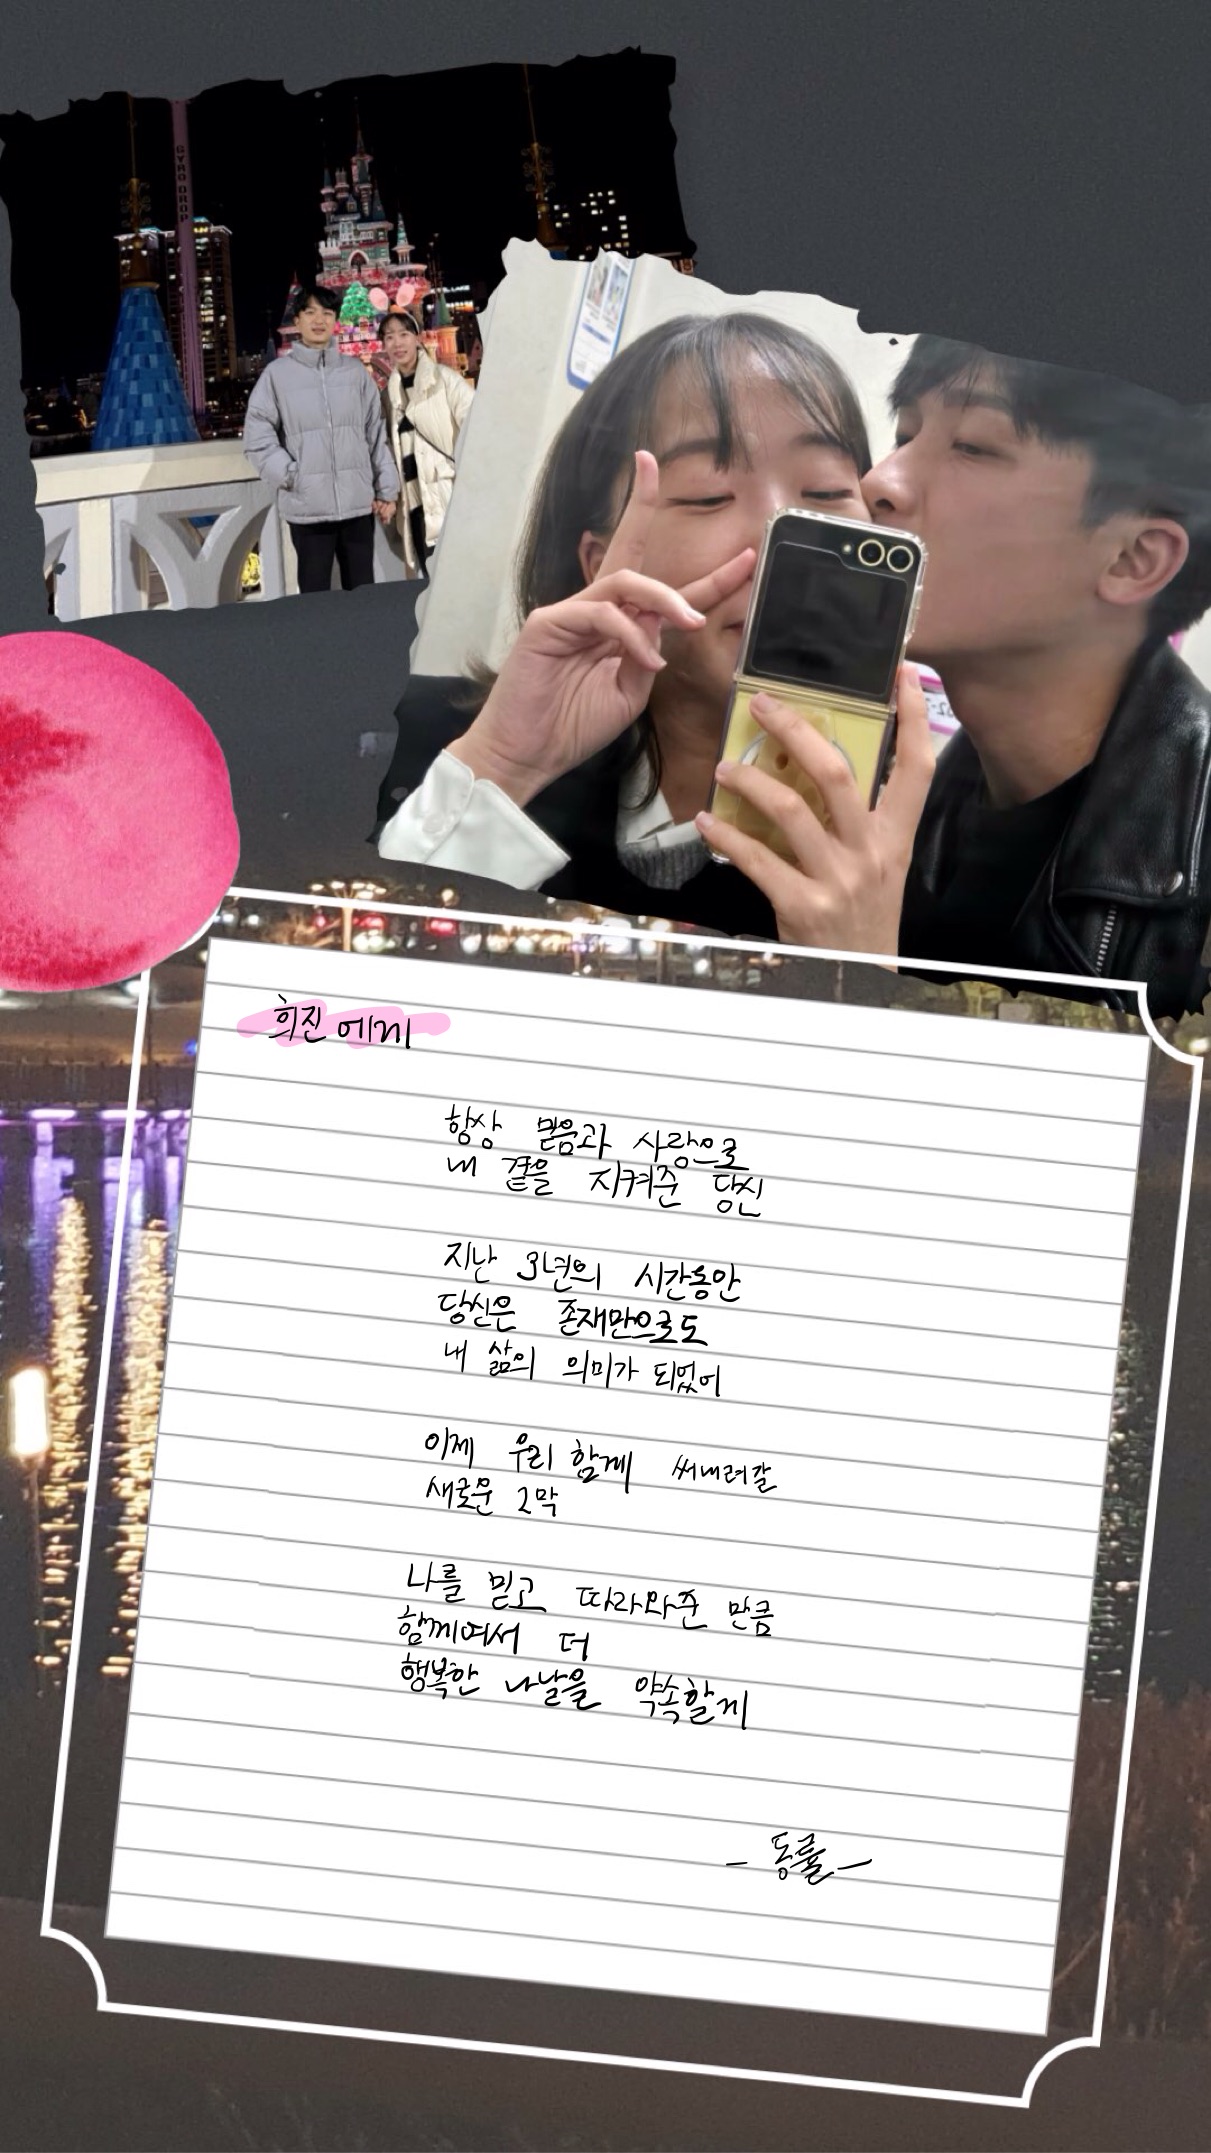 GYRO DROP
희진에게
항상 믿음과 사랑으로
내 곁을 지켜준 당신
지난 3년의 시간동안
당신은 존재만으로도
내 삶의 의미가 되었어
이제 우리 함께 써내려갈
새로운 2막
나를 믿고 따라와준 만큼
함께여서 더
행복한 나날을 약속할게
- 동률 -